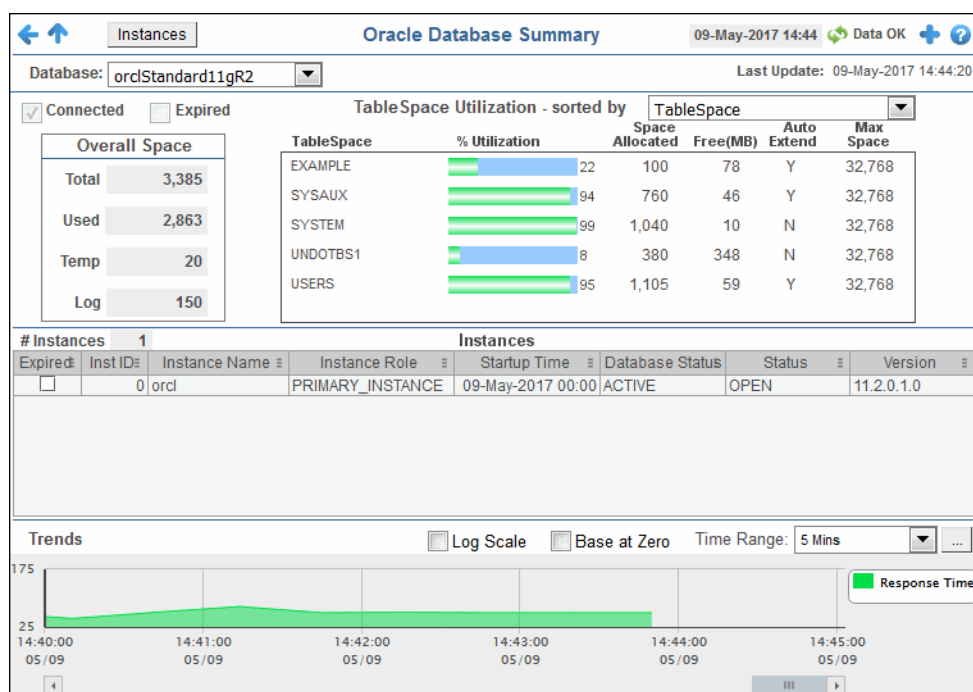 Instances Oracle Database Summary 09-May-2017 14:44 Data OK
Database: orclStandard11gR2 Last Update: 09-May-2017 14:44:20
Connected Expired TableSpace Utilization - sorted by TableSpace
Overall Space
Total 3,385
Used 2,863
Temp 20
Log 150
TableSpace % Utilization Space Allocated Free(MB) Auto Extend Max Space
EXAMPLE 22 100 78 Y 32,768
SYSAUX 94 760 46 Y 32,768
SYSTEM 99 1,040 10 N 32,768
UNDOTBS1 8 380 348 N 32,768
USERS 95 1,105 59 Y 32,768
# Instances 1 Instances
Expired Inst ID Instance Name Instance Role Startup Time Database Status Status Version
0 orcl PRIMARY_INSTANCE 09-May-2017 00:00 ACTIVE OPEN 11.2.0.1.0
Trends Log Scale Base at Zero Time Range: 5 Mins ...
175
25
Response Time
14:40:00 14:41:00 14:42:00 14:43:00 14:44:00 14:45:00
05/09 05/09 05/09 05/09 05/09 05/09